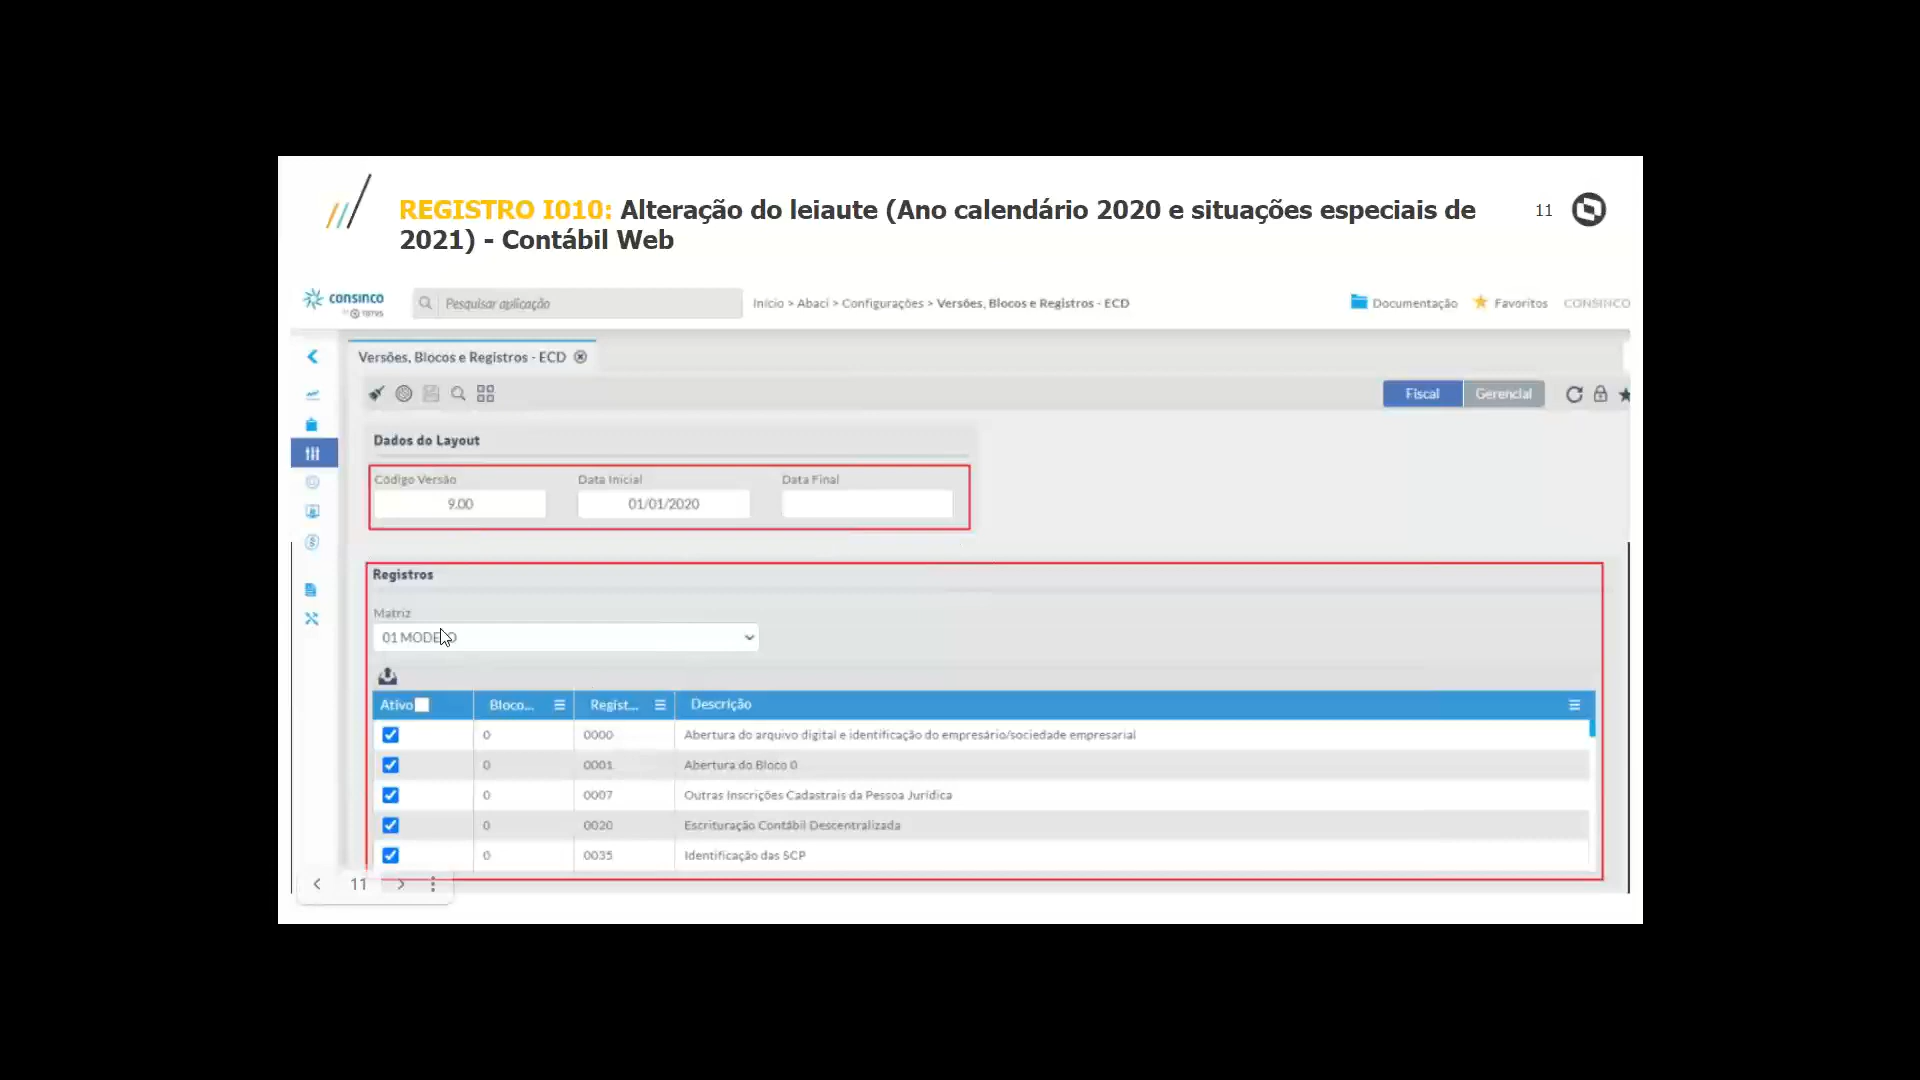 REGISTRO I010: Alteração do leiaute (Ano calendário 2020 e situações especiais de
2021) - Contábil Web
11
consinco
by TOTVS
Pesquisar aplicação
Início > Abaci > Configurações > Versões, Blocos e Registros - ECD
Documentação
Favoritos
CONSINCO
Versões, Blocos e Registros - ECD
Fiscal
Gerencial
Dados do Layout
Código Versão
Data Inicial
Data Final
9.00
01/01/2020
Registros
Matriz
01 MODELO
Ativo
Bloco...
Regist...
Descrição
0 0000 Abertura do arquivo digital e identificação do empresário/sociedade empresarial
0 0001 Abertura do Bloco 0
0 0007 Outras Inscrições Cadastrais da Pessoa Jurídica
0 0020 Escrituração Contábil Descentralizada
0 0035 Identificação das SCP
11